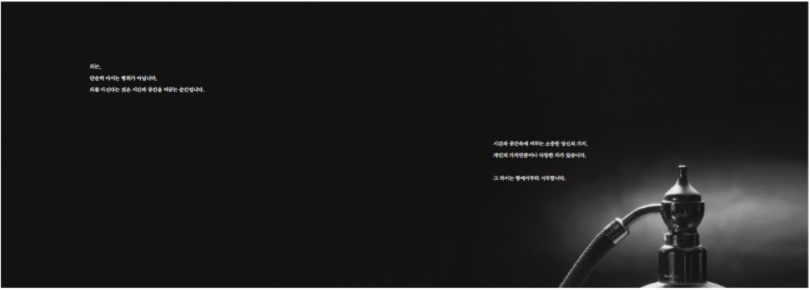 차는,
단순히 마시는 행위가 아닙니다.
차를 마신다는 것은 시간과 공간을 머금는 순간입니다.
시간과 공간속에 머무는 소중한 당신의 가치.
개인의 가치만큼이나 다양한 차가 있습니다.
그 차이는 향에서부터 시작합니다.